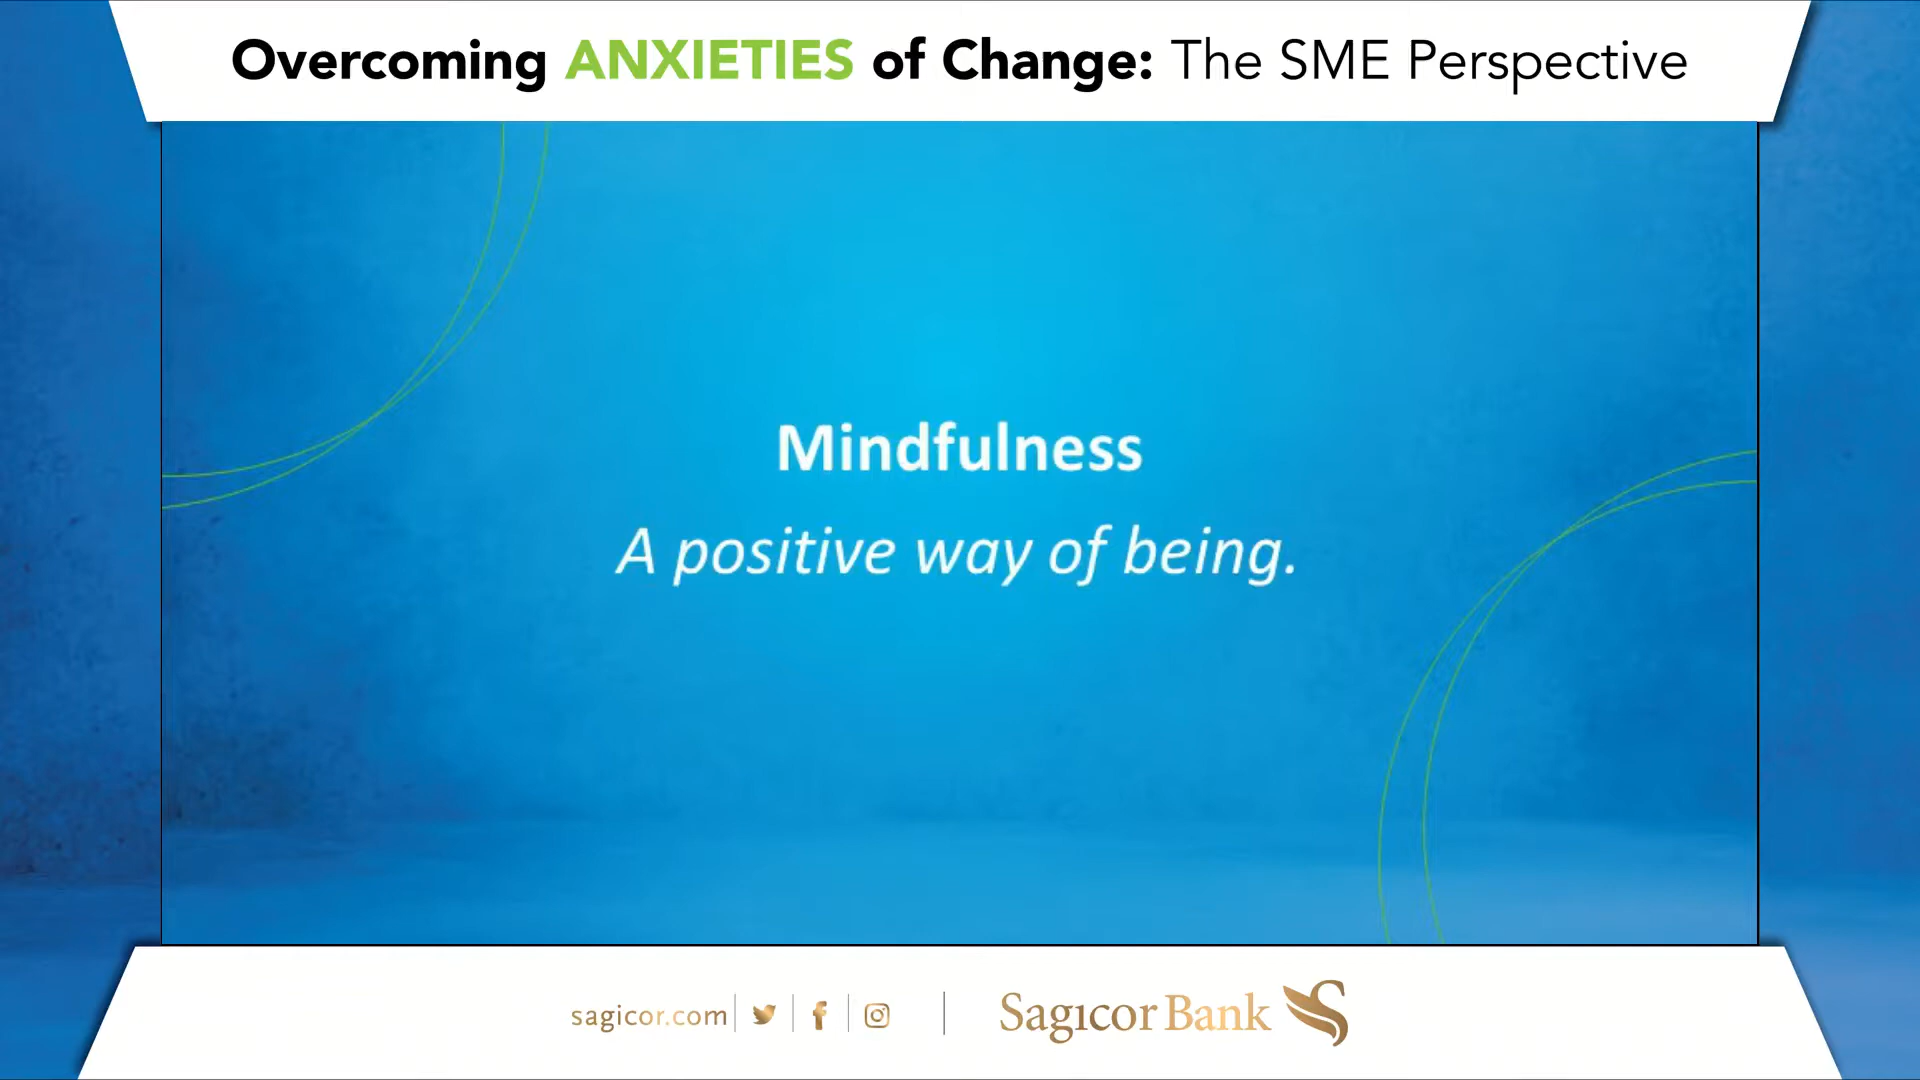 Overcoming ANXIETIES of Change: The SME Perspective
Mindfulness
A positive way of being.
sagicor.com
Sagicor Bank